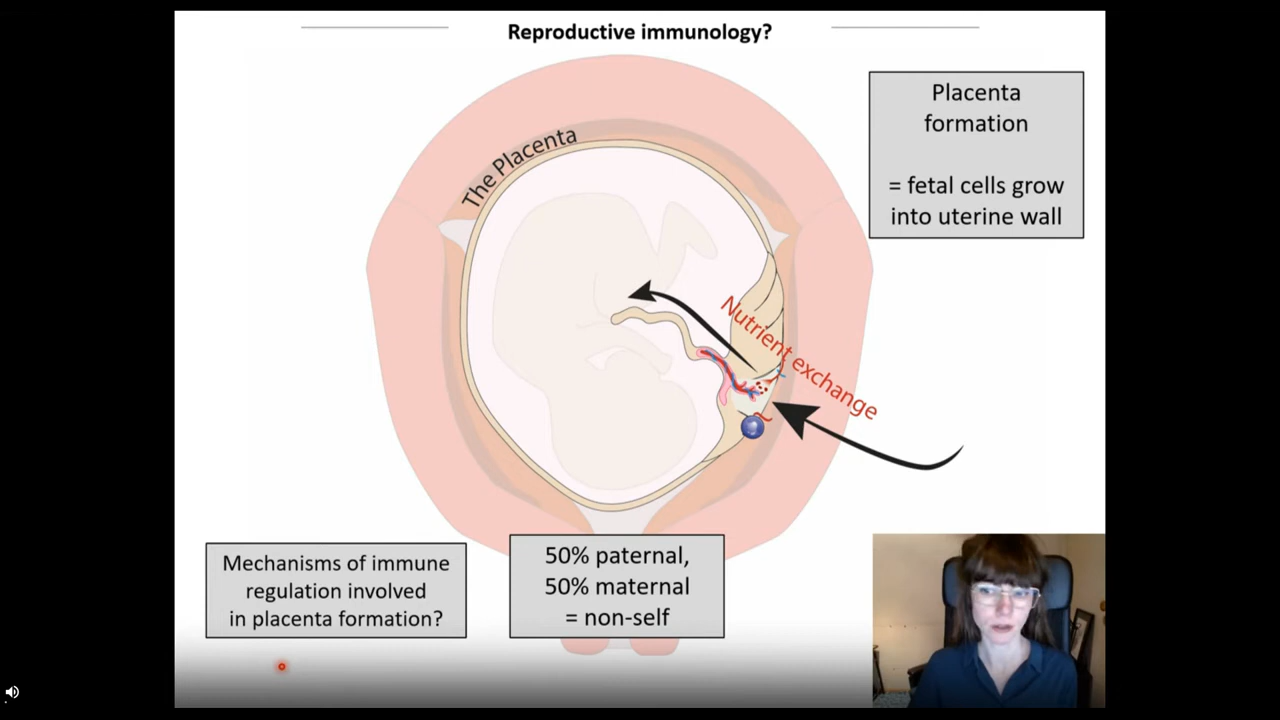 Reproductive immunology?
Placenta
formation
= fetal cells grow
into uterine wall
The Placenta
Nutrient exchange
Mechanisms of immune
regulation involved
in placenta formation?
50% paternal,
50% maternal
= non-self